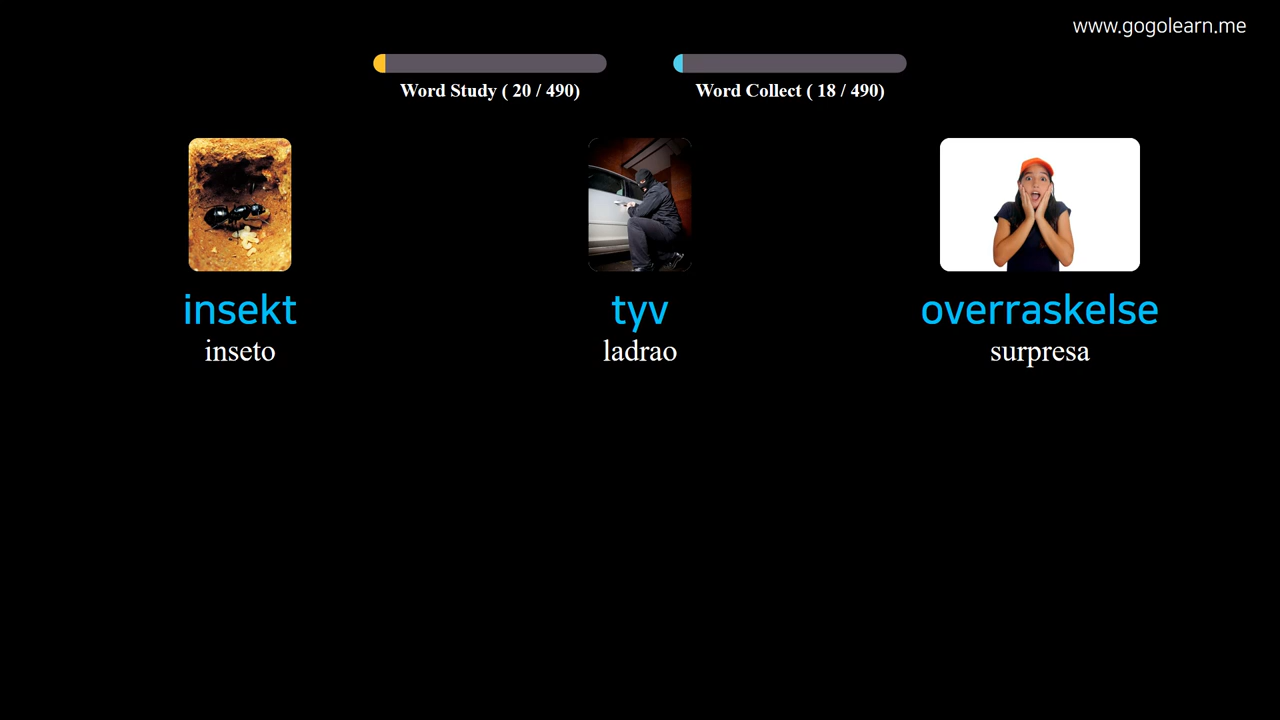 www.gogolearn.me
Word Study ( 20 / 490)
Word Collect ( 18 / 490)
insekt
inseto
tyv
ladrao
overraskelse
surpresa